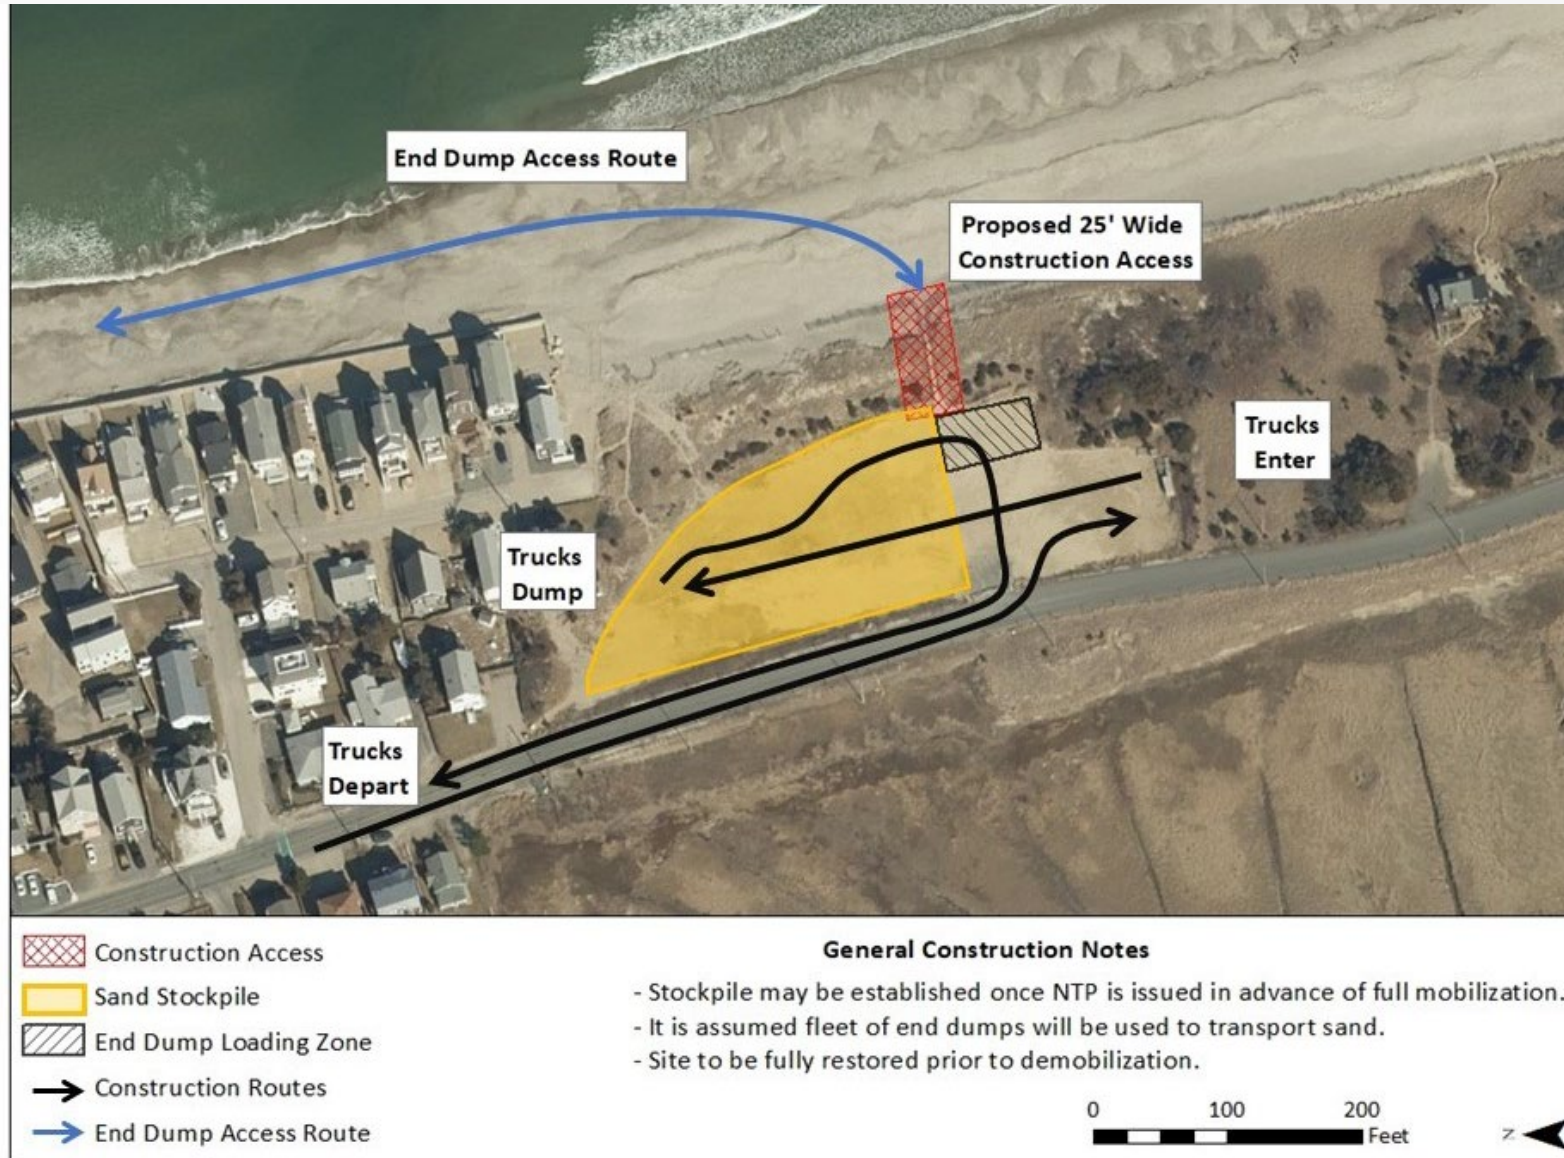 End Dump Access Route
Proposed 25' Wide
Construction Access
Trucks
Enter
Trucks
Dump
Trucks
Depart
Construction Access
Sand Stockpile
End Dump Loading Zone
Construction Routes
End Dump Access Route
General Construction Notes
- Stockpile may be established once NTP is issued in advance of full mobilization.
- It is assumed fleet of end dumps will be used to transport sand.
- Site to be fully restored prior to demobilization.
0 100 200
Feet
N